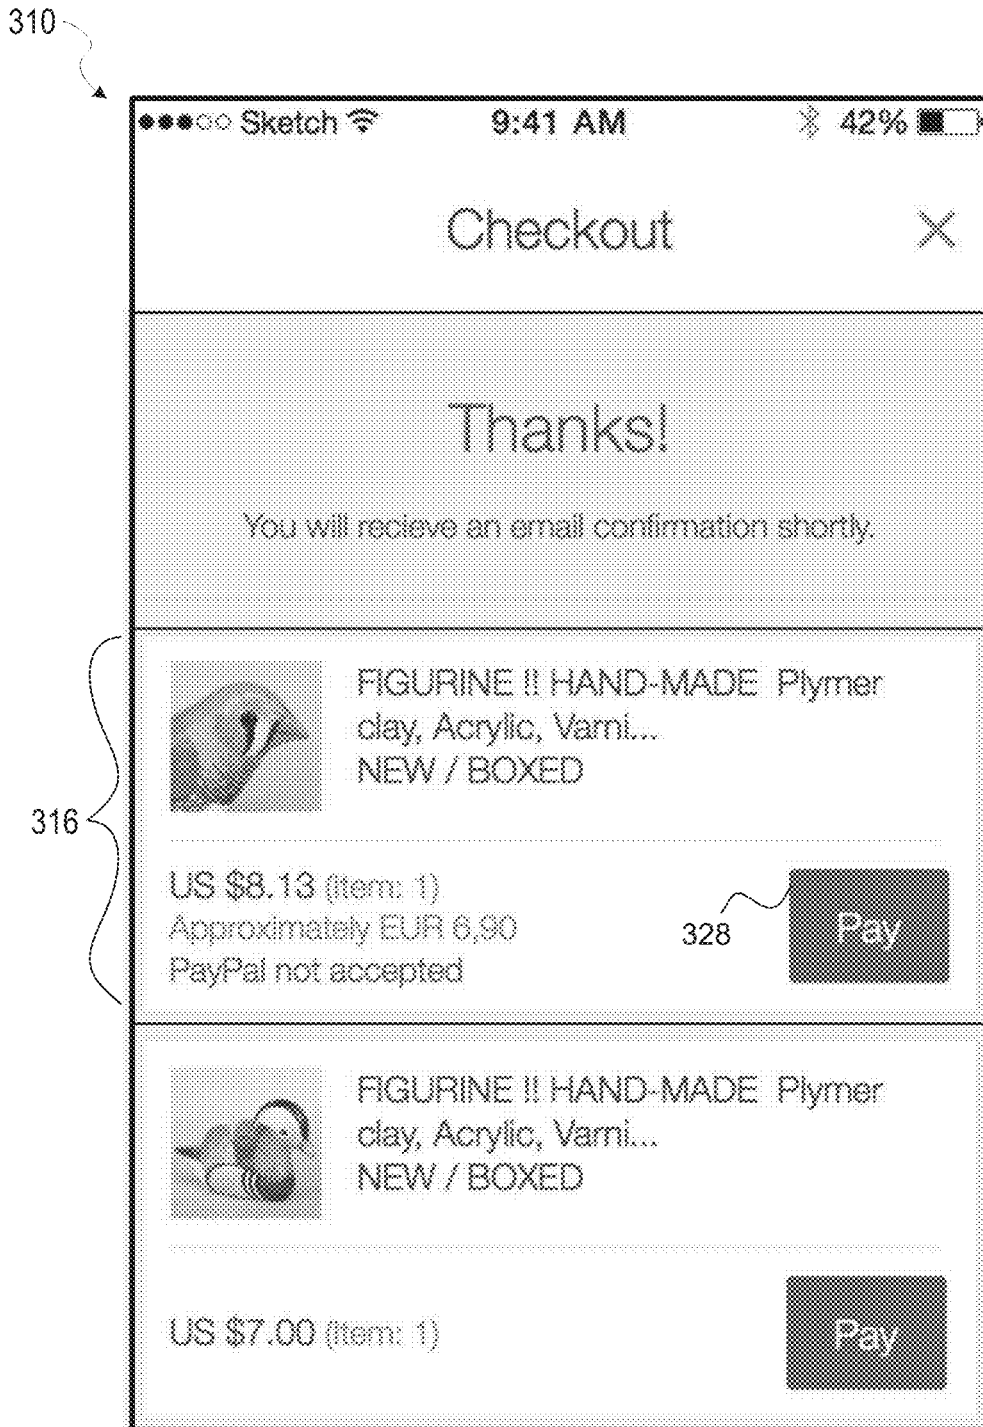 310
Sketch 9:41 AM 42%
Checkout
Thanks!
You will recieve an email confirmation shortly.
FIGURINE !! HAND-MADE Plymer
clay, Acrylic, Varni...
NEW / BOXED
316
US $8.13 (item: 1)
Approximately EUR 6,90
PayPal not accepted
328
Pay
FIGURINE !! HAND-MADE Plymer
clay, Acrylic, Varni...
NEW / BOXED
US $7.00 (item: 1)
Pay